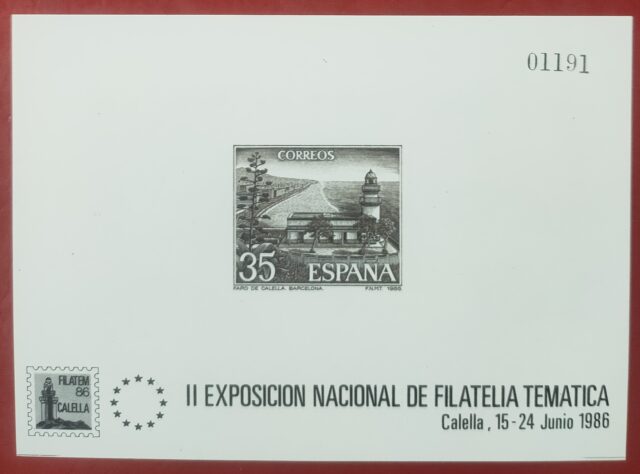 01191
CORREOS
35 ESPAÑA
FARO DE CALELLA. BARCELONA. F.N.M.T. 1986
FILATEM
86
CALELLA
II EXPOSICION NACIONAL DE FILATELIA TEMATICA
Calella, 15-24 Junio 1986